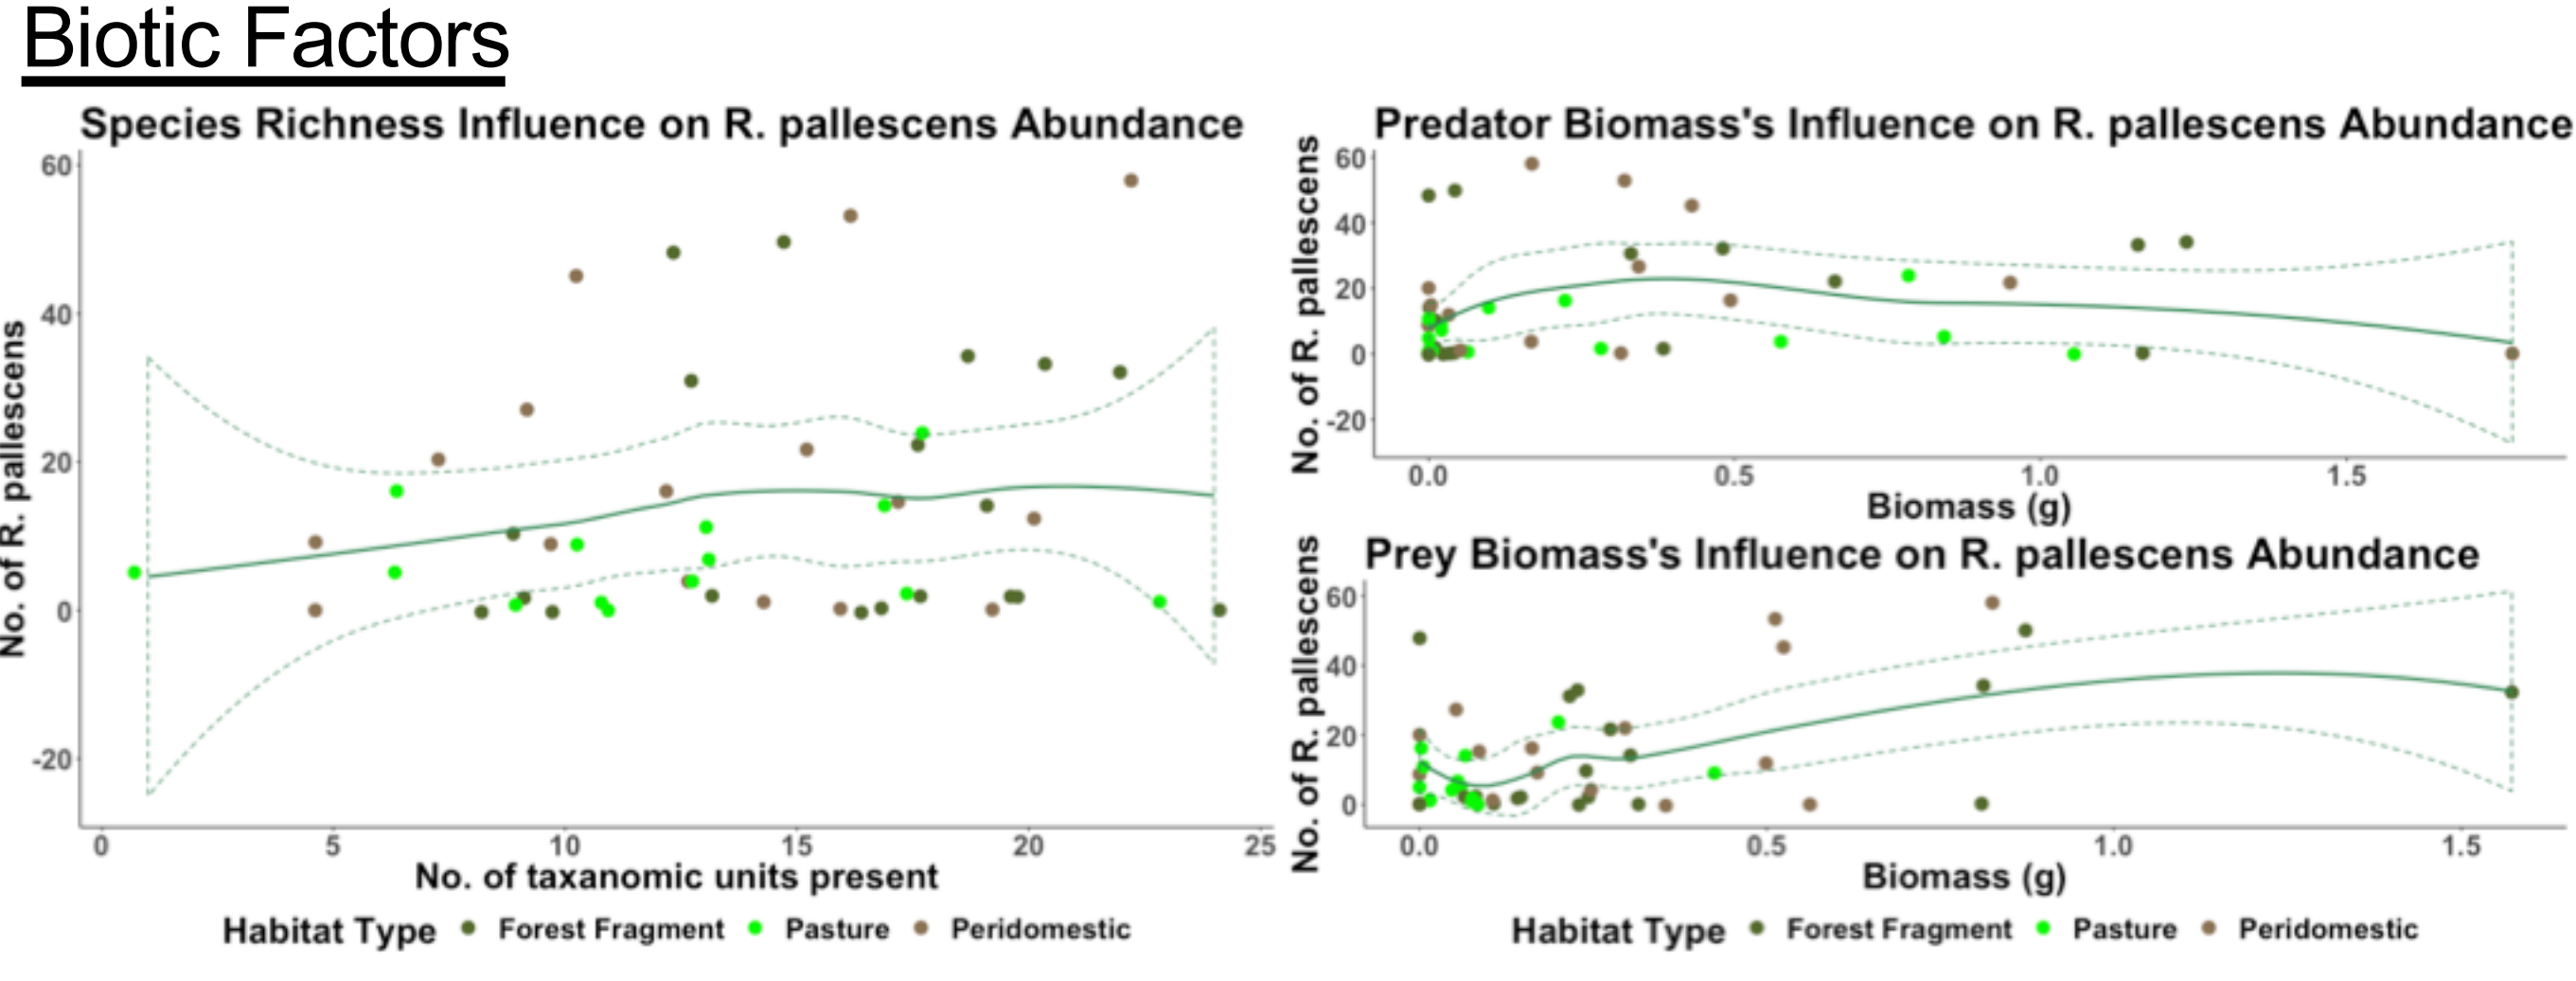 Biotic Factors
Species Richness Influence on R. pallescens Abundance
No. of R. pallescens
60
40
20
0
-20
0 5 10 15 20 25
No. of taxanomic units present
Habitat Type Forest Fragment Pasture Peridomestic
Predator Biomass's Influence on R. pallescens Abundance
No. of R. pallescens
60
40
20
0
-20
0.0 0.5 1.0 1.5
Biomass (g)
Prey Biomass's Influence on R. pallescens Abundance
No. of R. pallescens
60
40
20
0
0.0 0.5 1.0 1.5
Biomass (g)
Habitat Type Forest Fragment Pasture Peridomestic